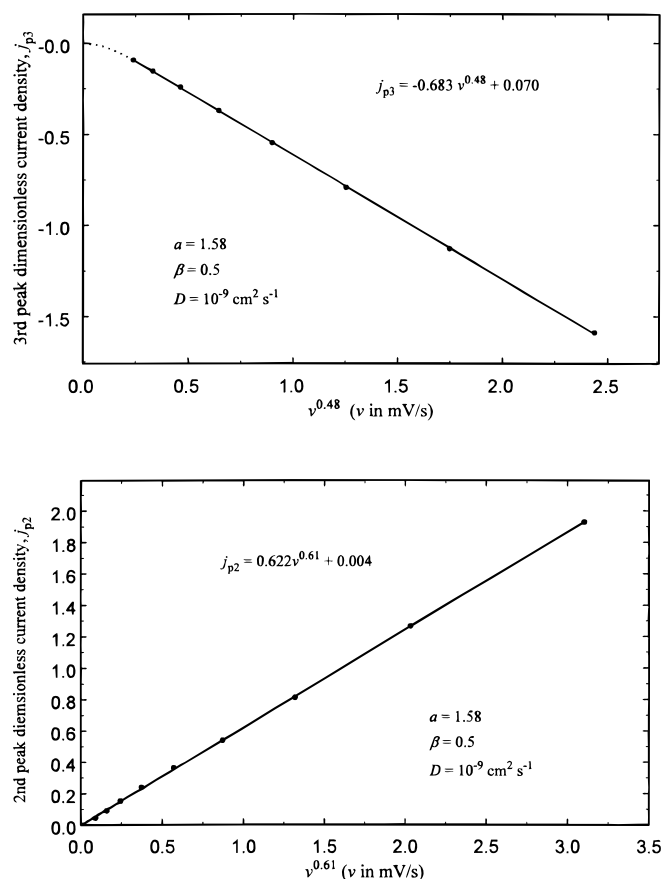 3rd peak dimensionless current density, jp3
-0.0
-0.5
-1.0
-1.5
jp3 = -0.683 v^0.48 + 0.070
a = 1.58
β = 0.5
D = 10^-9 cm^2 s^-1
0.0 0.5 1.0 1.5 2.0 2.5
v^0.48 (v in mV/s)
2nd peak diemsionless current density, jp2
2.0
1.8
1.6
1.4
1.2
1.0
0.8
0.6
0.4
0.2
0.0
jp2 = 0.622v^0.61 + 0.004
a = 1.58
β = 0.5
D = 10^-9 cm^2 s^-1
0.0 0.5 1.0 1.5 2.0 2.5 3.0 3.5
v^0.61 (v in mV/s)